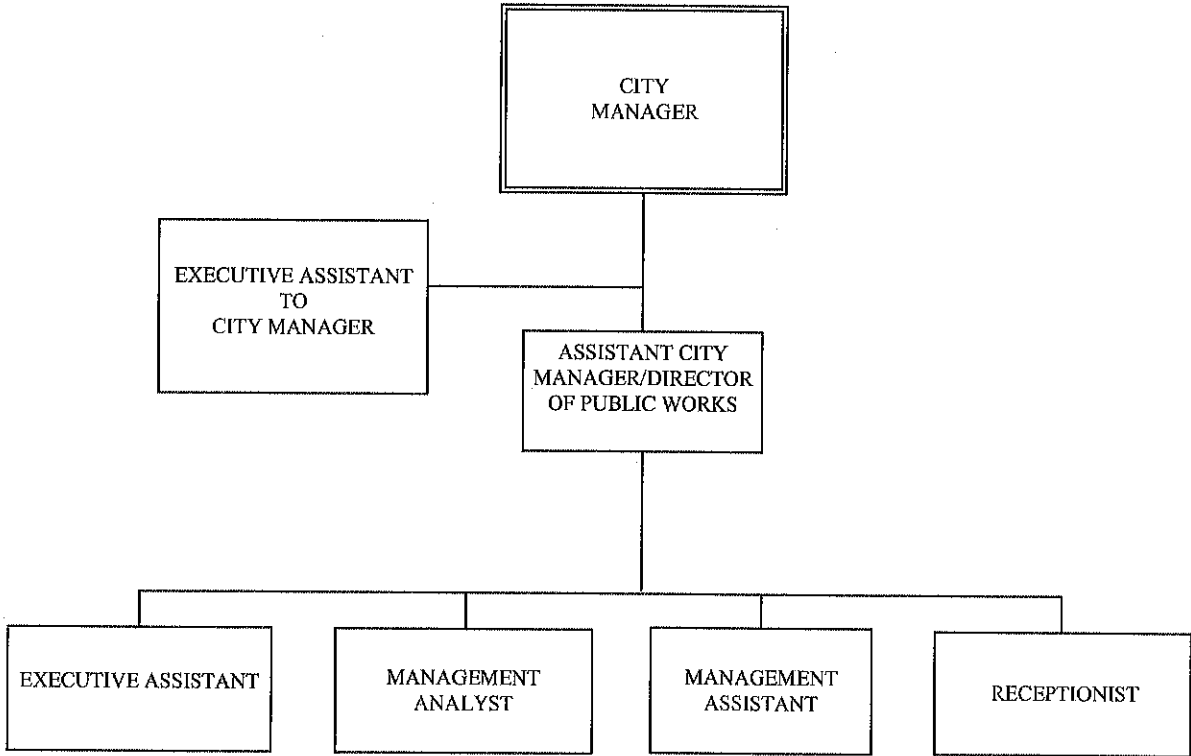 CITY
MANAGER
EXECUTIVE ASSISTANT
TO
CITY MANAGER
ASSISTANT CITY
MANAGER/DIRECTOR
OF PUBLIC WORKS
EXECUTIVE ASSISTANT
MANAGEMENT
ANALYST
MANAGEMENT
ASSISTANT
RECEPTIONIST